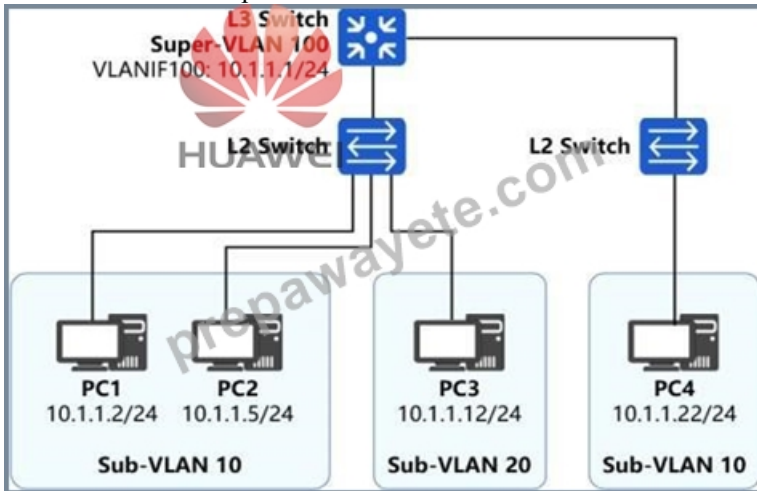 L3 Switch
Super-VLAN 100
VLANIF100: 10.1.1.1/24
HUAWEI
L2 Switch
L2 Switch
prepawayete.com
PC1
10.1.1.2/24
PC2
10.1.1.5/24
PC3
10.1.1.12/24
PC4
10.1.1.22/24
Sub-VLAN 10
Sub-VLAN 20
Sub-VLAN 10